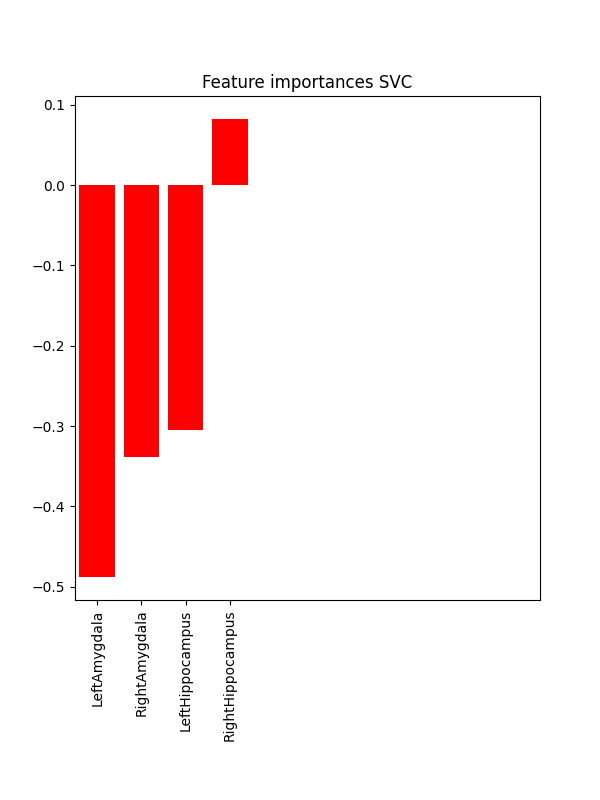 Feature importances SVC
0.1
0.0
−0.1
−0.2
−0.3
−0.4
−0.5
LeftAmygdala
RightAmygdala
LeftHippocampus
RightHippocampus